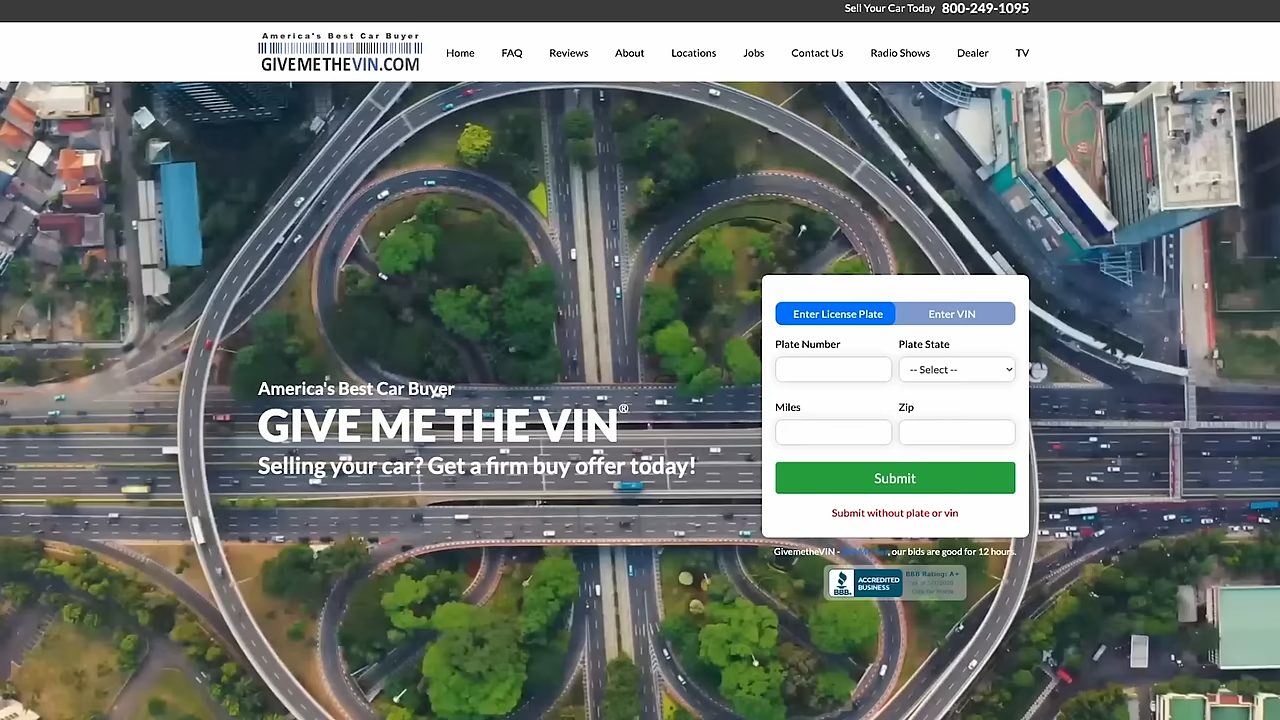 Sell Your Car Today 800-249-1095
America's Best Car Buyer
GIVEMETHEVIN.COM
Home FAQ Reviews About Locations Jobs Contact Us Radio Shows Dealer TV
Enter License Plate Enter VIN
Plate Number Plate State
-- Select --
Miles Zip
America's Best Car Buyer
GIVE ME THE VIN®
Selling your car? Get a firm buy offer today!
Submit
Submit without plate or vin
GivemetheVIN - , our bids are good for 12 hours.
BBB. ACCREDITED BUSINESS
BBB Rating: A+